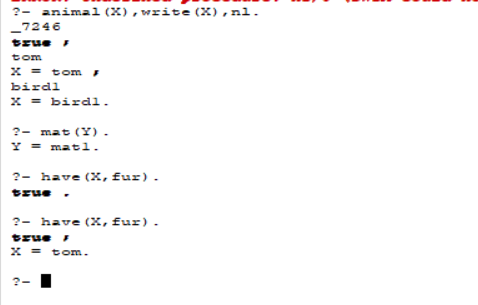 ?- animal(X),write(X),nl.
_7246
true ;
tom
X = tom ;
bird1
X = bird1.
?- mat(Y).
Y = mat1.
?- have(X,fur).
true .
?- have(X,fur).
true ;
X = tom.
?-